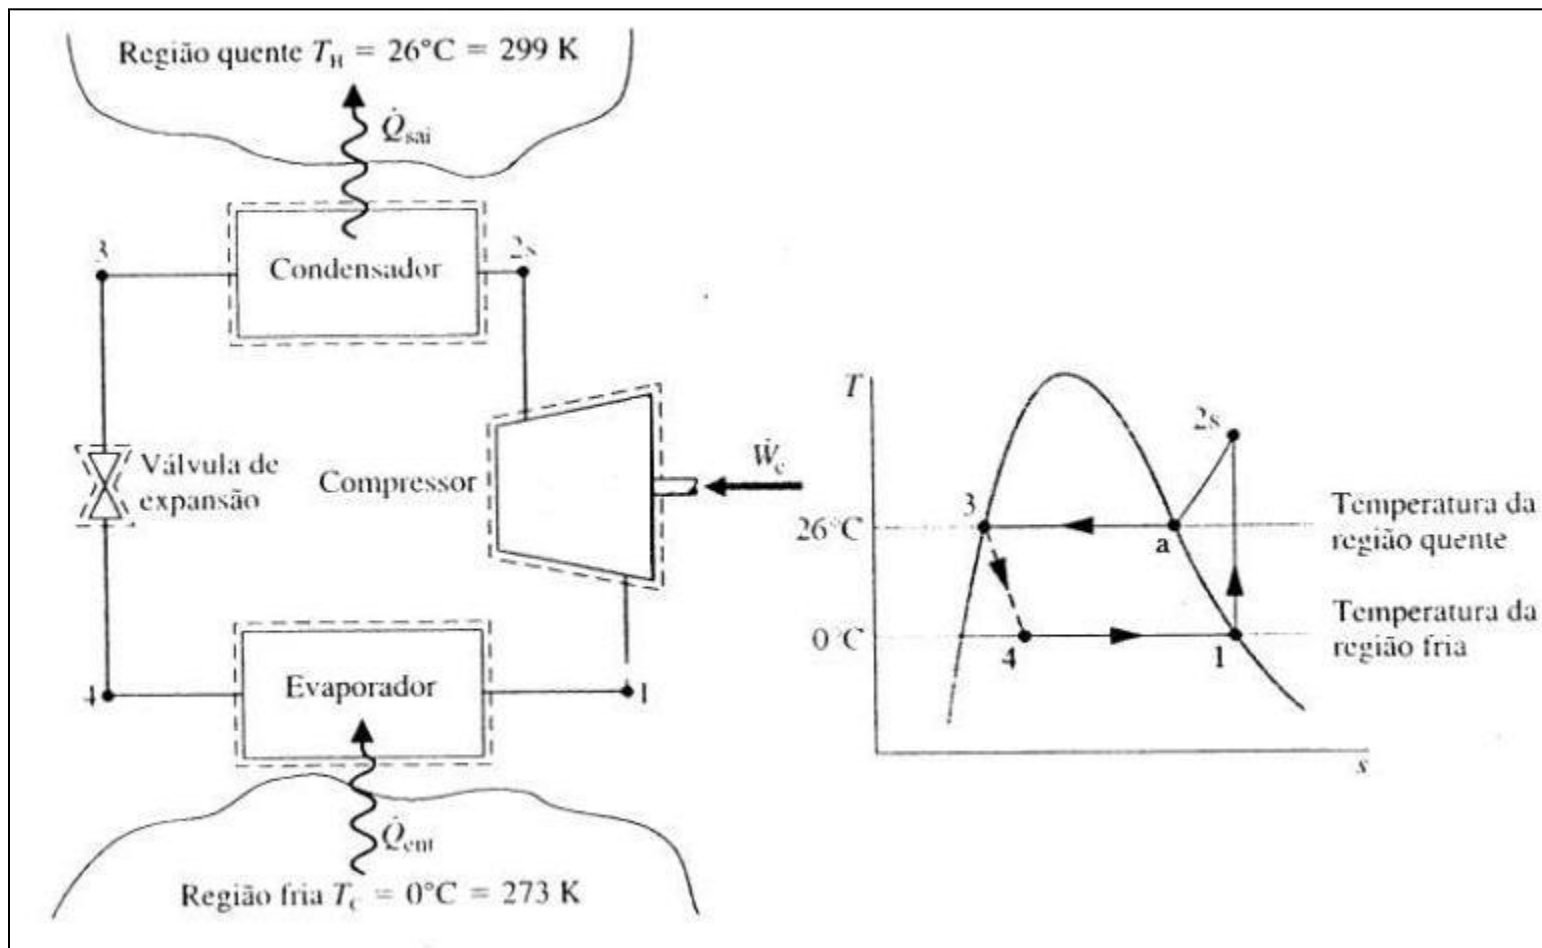 Região quente T_H = 26°C = 299 K
Q̇_sai
3
2s
Condensador
Válvula de
expansão
Compressor
Ẇ_c
4
1
Evaporador
Q̇_ent
Região fria T_C = 0°C = 273 K
T
2s
3
26°C
a
Temperatura da
região quente
0°C
4
1
Temperatura da
região fria
s